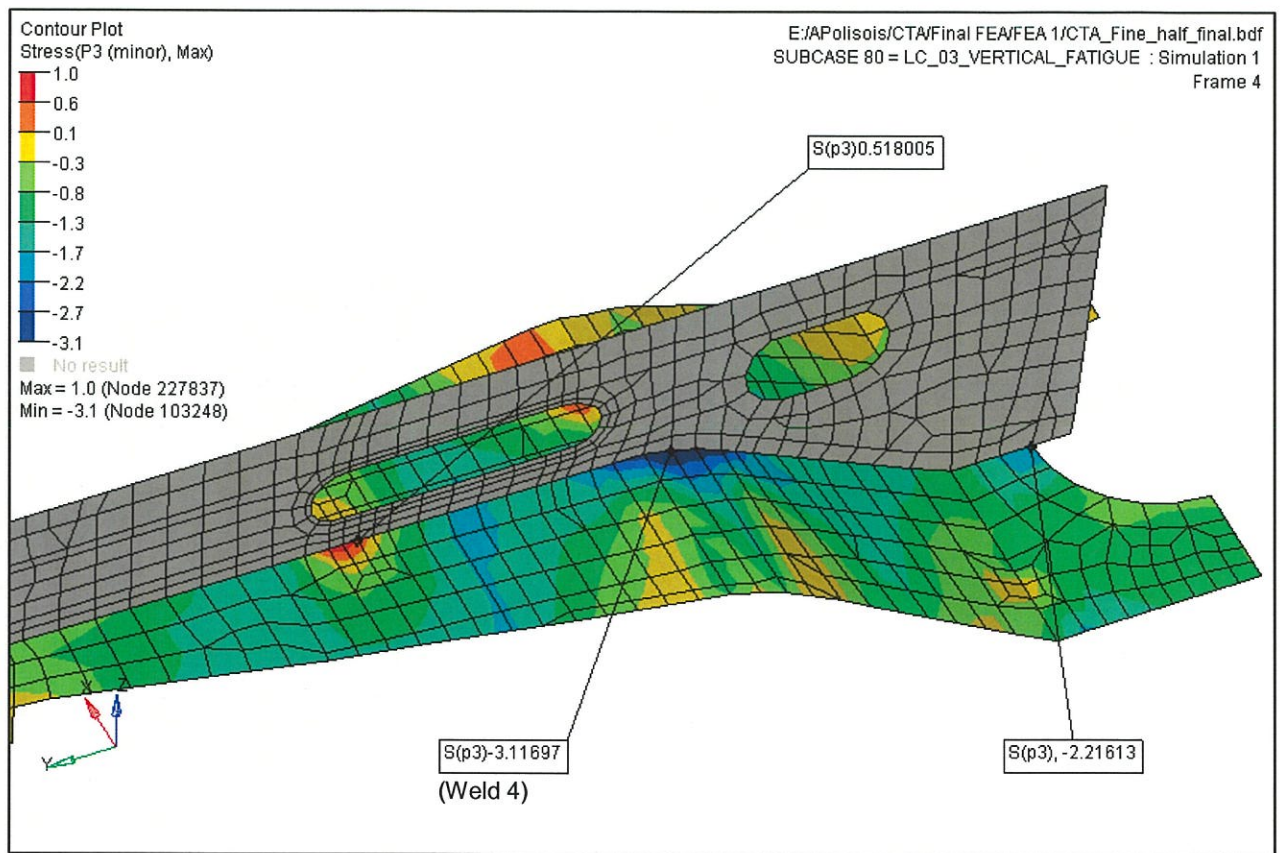 Contour Plot
Stress(P3 (minor), Max)
1.0
0.6
0.1
-0.3
-0.8
-1.3
-1.7
-2.2
-2.7
-3.1
No result
Max = 1.0 (Node 227837)
Min = -3.1 (Node 103248)
E:/APolisois/CTA/Final FEA/FEA 1/CTA_Fine_half_final.bdf
SUBCASE 80 = LC_03_VERTICAL_FATIGUE : Simulation 1
Frame 4
S(p3)0.518005
X Z
Y
S(p3)-3.11697
(Weld 4)
S(p3), -2.21613